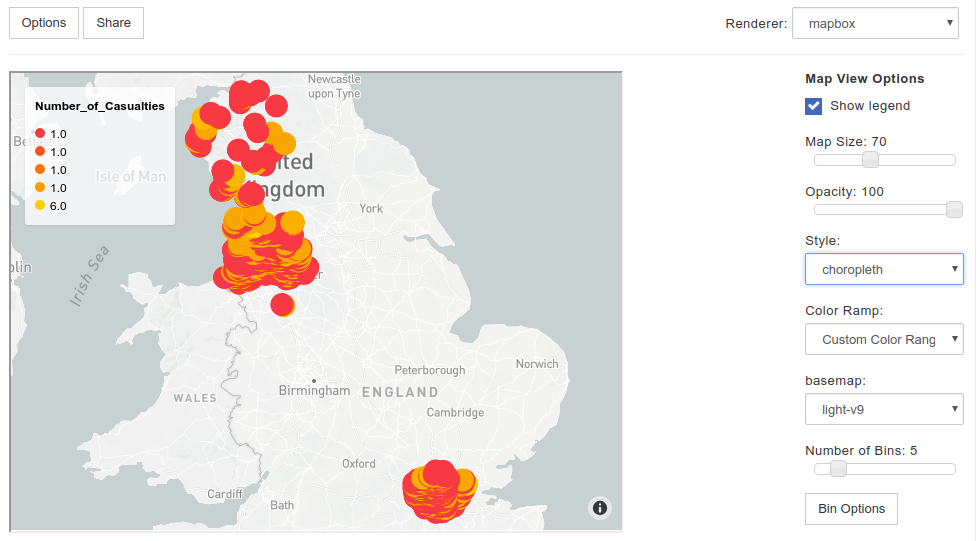 Options
Share
Renderer:
mapbox
Number_of_Casualties
1.0
1.0
1.0
1.0
6.0
Newcastle
upon Tyne
Be
Isle of Man
ited
ngdom
York
lin
Irish Sea
er
Norwich
Peterborough
Birmingham
ENGLAND
WALES
Cambridge
Oxford
Cardiff
Bath
Map View Options
Show legend
Map Size: 70
Opacity: 100
Style:
choropleth
Color Ramp:
Custom Color Rang
basemap:
light-v9
Number of Bins: 5
Bin Options